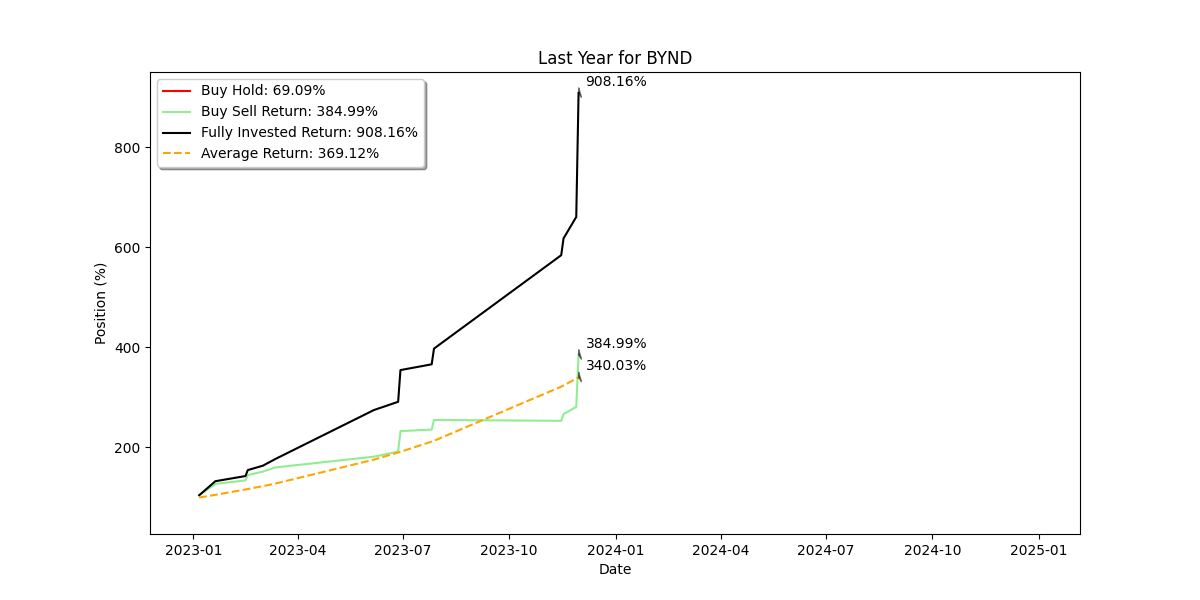 Last Year for BYND
Buy Hold: 69.09%
Buy Sell Return: 384.99%
Fully Invested Return: 908.16%
Average Return: 369.12%
908.16%
384.99%
340.03%
Position (%)
800
600
400
200
2023-01
2023-04
2023-07
2023-10
2024-01
2024-04
2024-07
2024-10
2025-01
Date